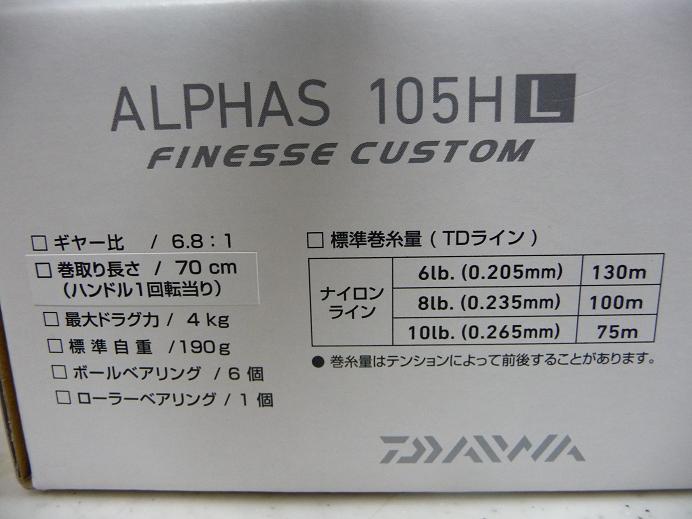 ALPHAS 105H L
FINESSE CUSTOM
□ ギヤー比 / 6.8:1
□ 巻取り長さ / 70 cm
(ハンドル1回転当り)
□ 最大ドラグ力 / 4 kg
□ 標準自重 / 190g
□ ボールベアリング / 6 個
□ ローラーベアリング / 1 個
□ 標準巻糸量 ( TDライン )
ナイロン
ライン
6lb. (0.205mm) 130m
8lb. (0.235mm) 100m
10lb. (0.265mm) 75m
● 巻糸量はテンションによって前後することがあります。
DAIWA